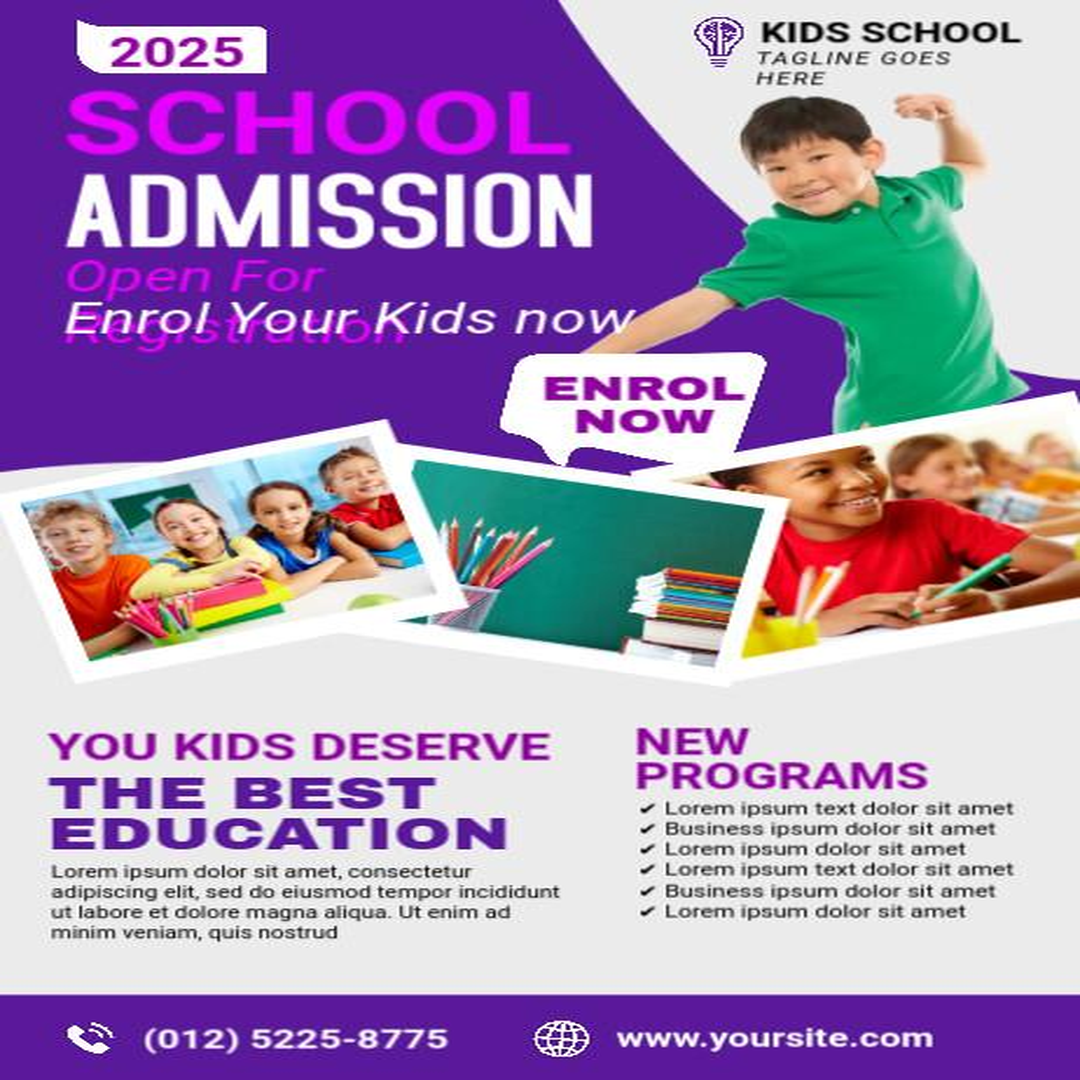 2025
KIDS SCHOOL
TAGLINE GOES
HERE
SCHOOL
ADMISSION
Open For
Registration
Enrol Your Kids now
ENROL
NOW
YOU KIDS DESERVE
THE BEST
EDUCATION
Lorem ipsum dolor sit amet, consectetur
adipiscing elit, sed do eiusmod tempor incididunt
ut labore et dolore magna aliqua. Ut enim ad
minim veniam, quis nostrud
NEW
PROGRAMS
✔ Lorem ipsum text dolor sit amet
✔ Business ipsum dolor sit amet
✔ Lorem ipsum dolor sit amet
✔ Lorem ipsum text dolor sit amet
✔ Business ipsum dolor sit amet
✔ Lorem ipsum dolor sit amet
(012) 5225-8775
www.yoursite.com